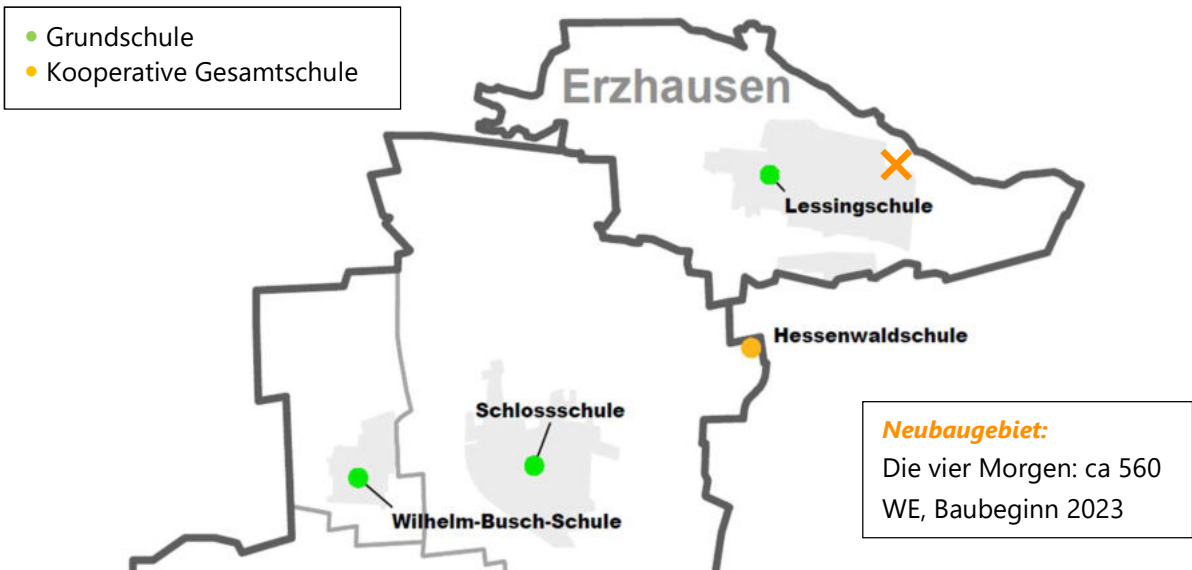 Grundschule
Kooperative Gesamtschule
Erzhausen
Lessingschule
Hessenwaldschule
Schlossschule
Wilhelm-Busch-Schule
Neubaugebiet:
Die vier Morgen: ca 560
WE, Baubeginn 2023